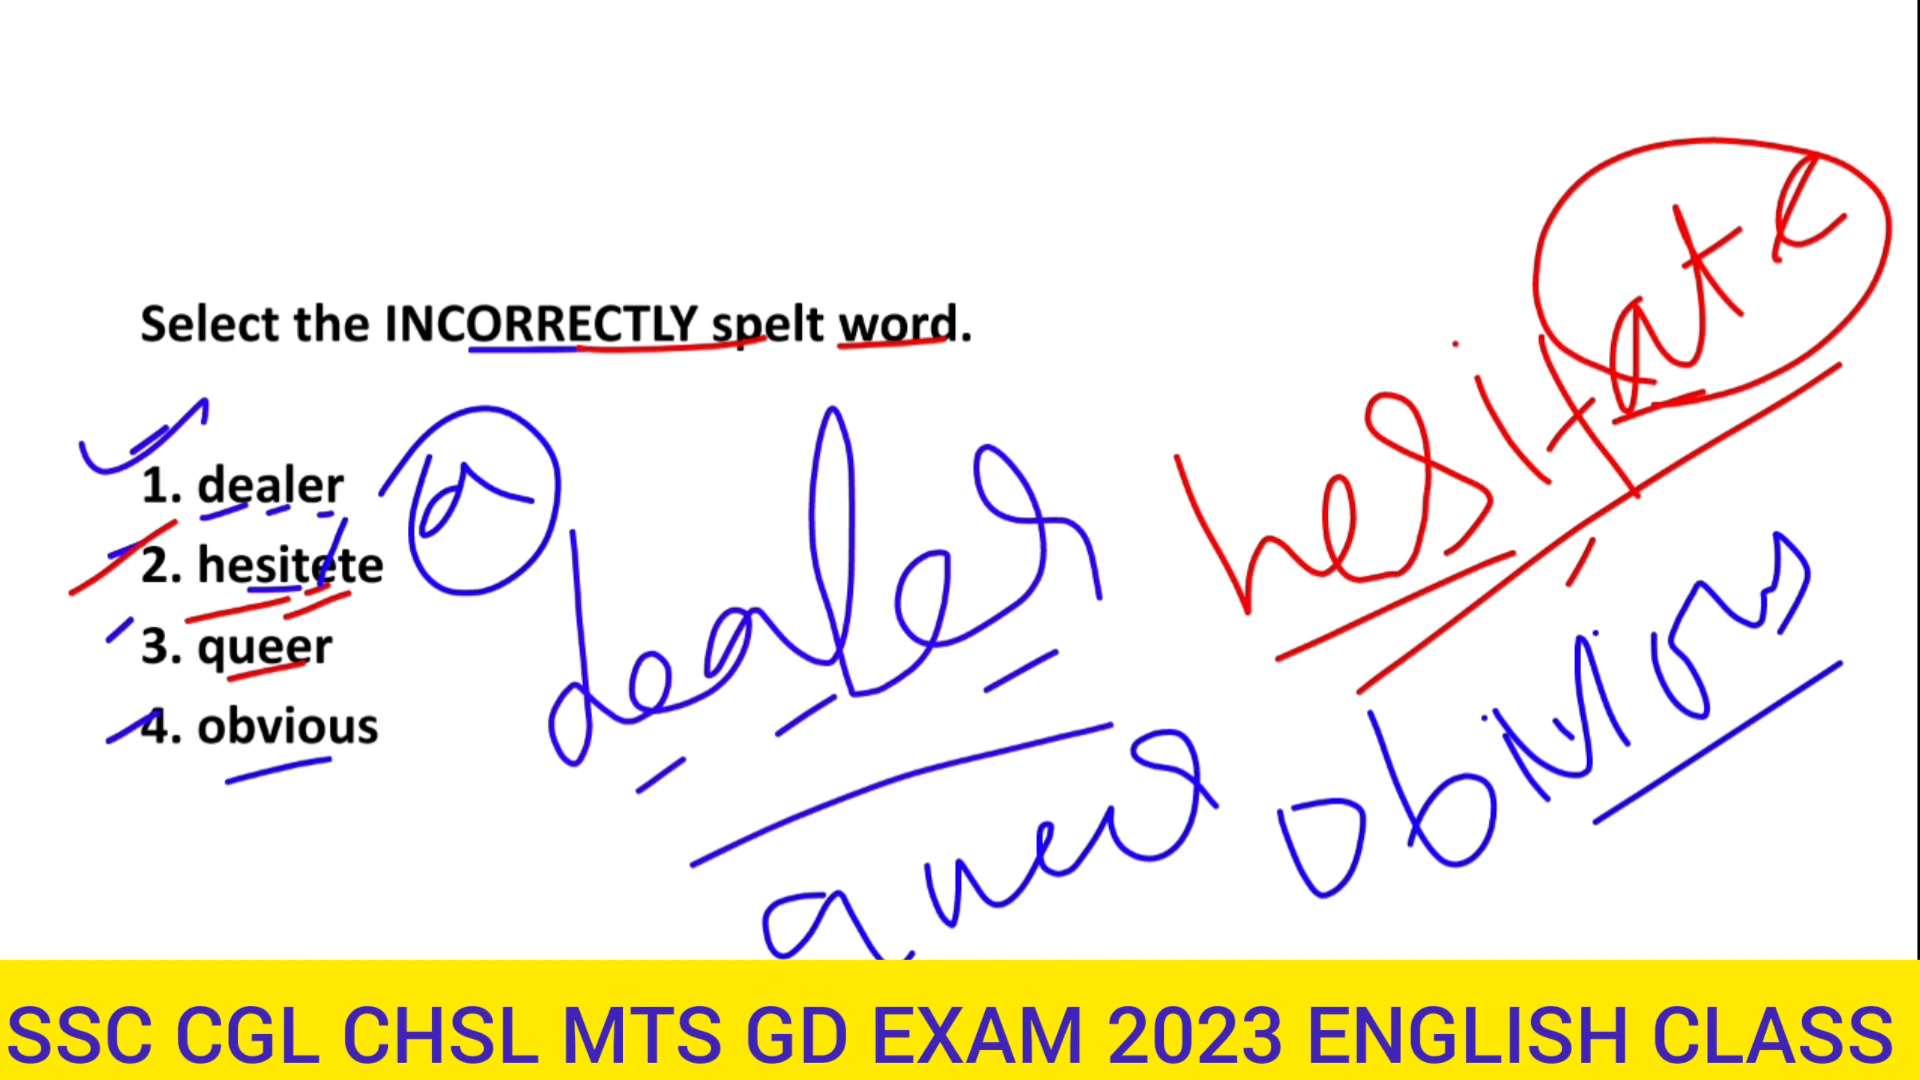 Select the INCORRECTLY spelt word.
1. dealer
2. hesitete
3. queer
4. obvious
a
dealer
hesitate
obvious
SSC CGL CHSL MTS GD EXAM 2023 ENGLISH CLASS